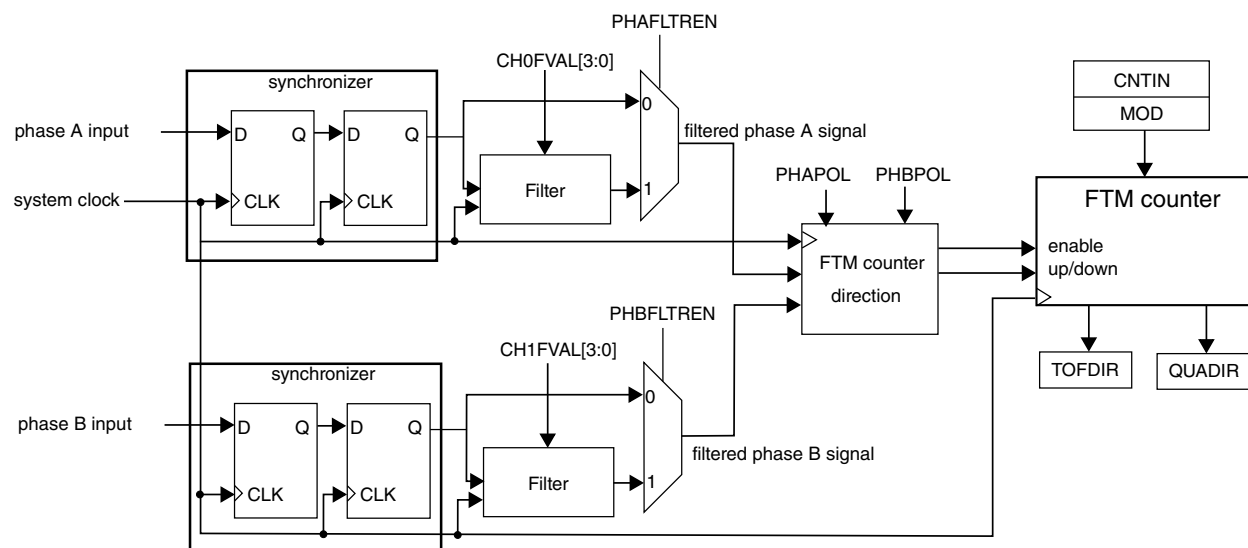 PHAFLTREN
CH0FVAL[3:0]
synchronizer
CNTIN
MOD
0
phase A input
D
Q
D
Q
filtered phase A signal
Filter
1
PHAPOL
PHBPOL
system clock
CLK
CLK
FTM counter
enable
up/down
FTM counter
direction
PHBFLTREN
CH1FVAL[3:0]
synchronizer
TOFDIR
QUADIR
0
phase B input
D
Q
D
Q
filtered phase B signal
Filter
1
CLK
CLK